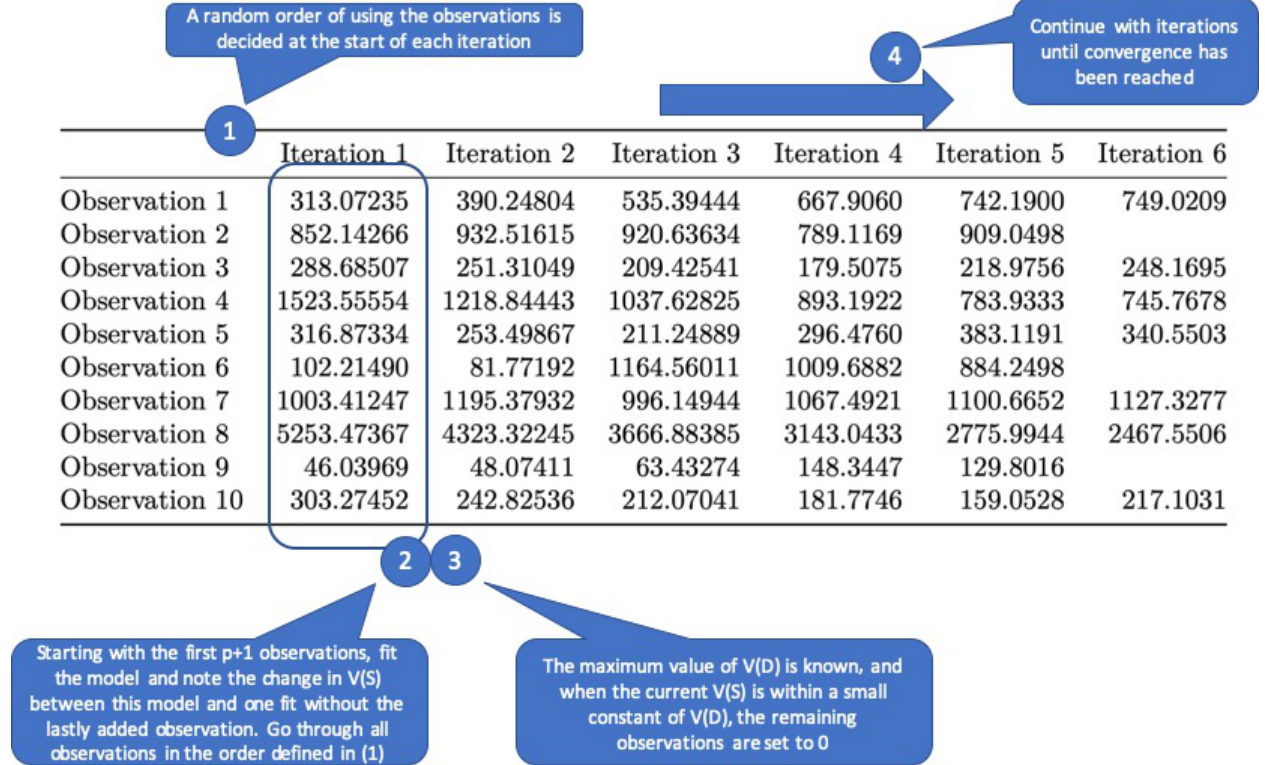 A random order of using the observations is
decided at the start of each iteration
Continue with iterations
until convergence has
been reached
4
1
Iteration 1 Iteration 2 Iteration 3 Iteration 4 Iteration 5 Iteration 6
Observation 1 313.07235 390.24804 535.39444 667.9060 742.1900 749.0209
Observation 2 852.14266 932.51615 920.63634 789.1169 909.0498
Observation 3 288.68507 251.31049 209.42541 179.5075 218.9756 248.1695
Observation 4 1523.55554 1218.84443 1037.62825 893.1922 783.9333 745.7678
Observation 5 316.87334 253.49867 211.24889 296.4760 383.1191 340.5503
Observation 6 102.21490 81.77192 1164.56011 1009.6882 884.2498
Observation 7 1003.41247 1195.37932 996.14944 1067.4921 1100.6652 1127.3277
Observation 8 5253.47367 4323.32245 3666.88385 3143.0433 2775.9944 2467.5506
Observation 9 46.03969 48.07411 63.43274 148.3447 129.8016
Observation 10 303.27452 242.82536 212.07041 181.7746 159.0528 217.1031
2 3
Starting with the first p+1 observations, fit
the model and note the change in V(S)
between this model and one fit without the
lastly added observation. Go through all
observations in the order defined in (1)
The maximum value of V(D) is known, and
when the current V(S) is within a small
constant of V(D), the remaining
observations are set to 0